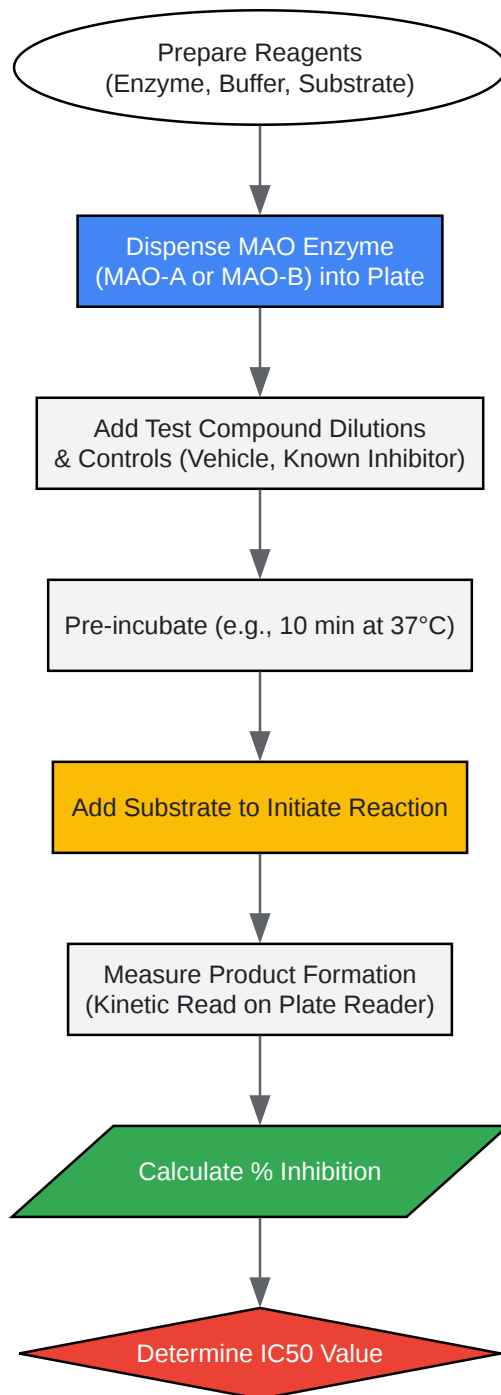 Prepare Reagents
(Enzyme, Buffer, Substrate)
Dispense MAO Enzyme
(MAO-A or MAO-B) into Plate
Add Test Compound Dilutions
& Controls (Vehicle, Known Inhibitor)
Pre-incubate (e.g., 10 min at 37°C)
Add Substrate to Initiate Reaction
Measure Product Formation
(Kinetic Read on Plate Reader)
Calculate % Inhibition
Determine IC50 Value